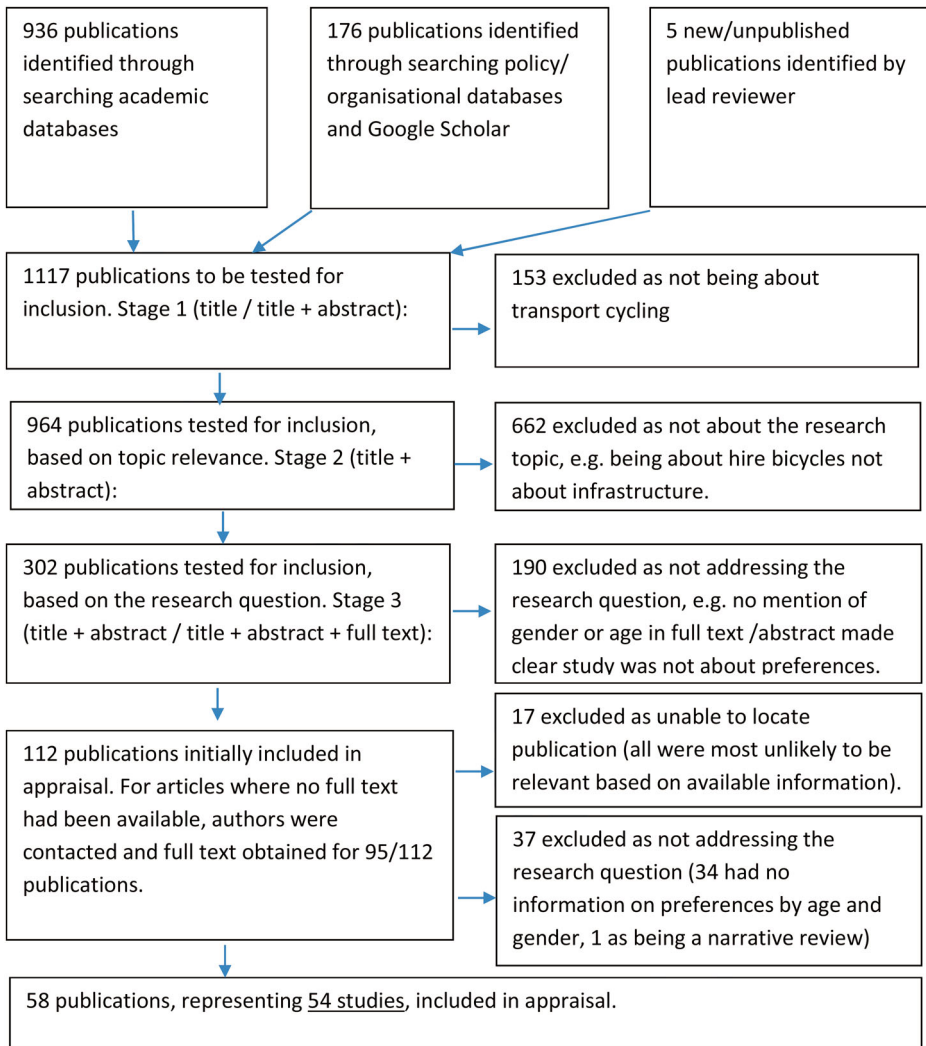 936 publications
identified through
searching academic
databases
176 publications identified
through searching policy/
organisational databases
and Google Scholar
5 new/unpublished
publications identified by
lead reviewer
1117 publications to be tested for
inclusion. Stage 1 (title / title + abstract):
153 excluded as not being about
transport cycling
964 publications tested for inclusion,
based on topic relevance. Stage 2 (title +
abstract):
662 excluded as not about the research
topic, e.g. being about hire bicycles not
about infrastructure.
302 publications tested for inclusion,
based on the research question. Stage 3
(title + abstract / title + abstract + full text):
190 excluded as not addressing the
research question, e.g. no mention of
gender or age in full text /abstract made
clear study was not about preferences.
112 publications initially included in
appraisal. For articles where no full text
had been available, authors were
contacted and full text obtained for 95/112
publications.
17 excluded as unable to locate
publication (all were most unlikely to be
relevant based on available information).
37 excluded as not addressing the
research question (34 had no
information on preferences by age and
gender, 1 as being a narrative review)
58 publications, representing 54 studies, included in appraisal.